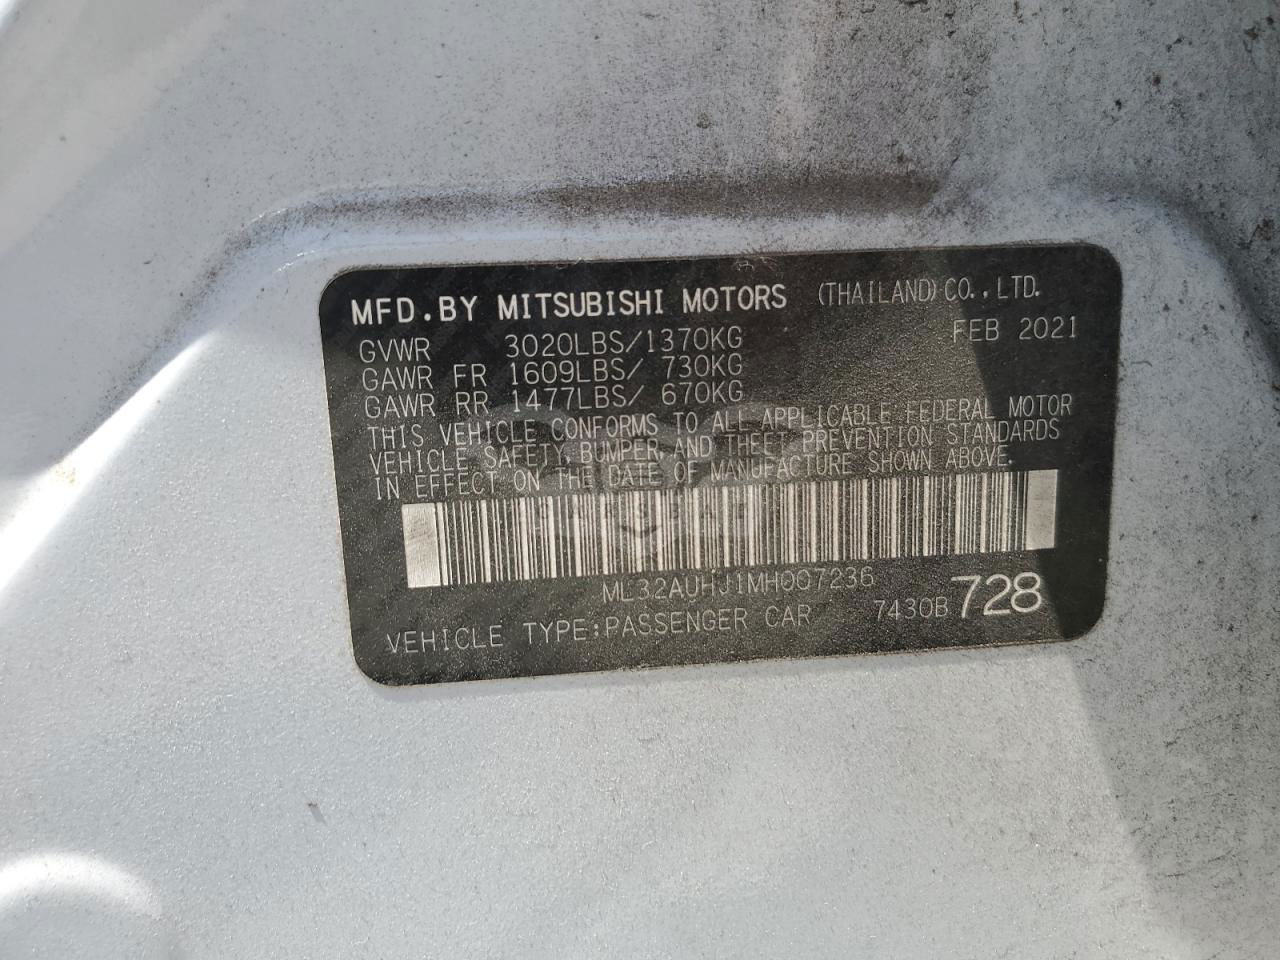 MFD.BY MITSUBISHI MOTORS (THAILAND)CO.,LTD.
GVWR 3020LBS/1370KG FEB 2021
GAWR FR 1609LBS/ 730KG
GAWR RR 1477LBS/ 670KG
THIS VEHICLE CONFORMS TO ALL APPLICABLE FEDERAL MOTOR
VEHICLE SAFETY, BUMPER AND THEFT PREVENTION STANDARDS
IN EFFECT ON THE DATE OF MANUFACTURE SHOWN ABOVE.
CARSBAT
ML32AUHJ1MH007236
VEHICLE TYPE:PASSENGER CAR 7430B 728